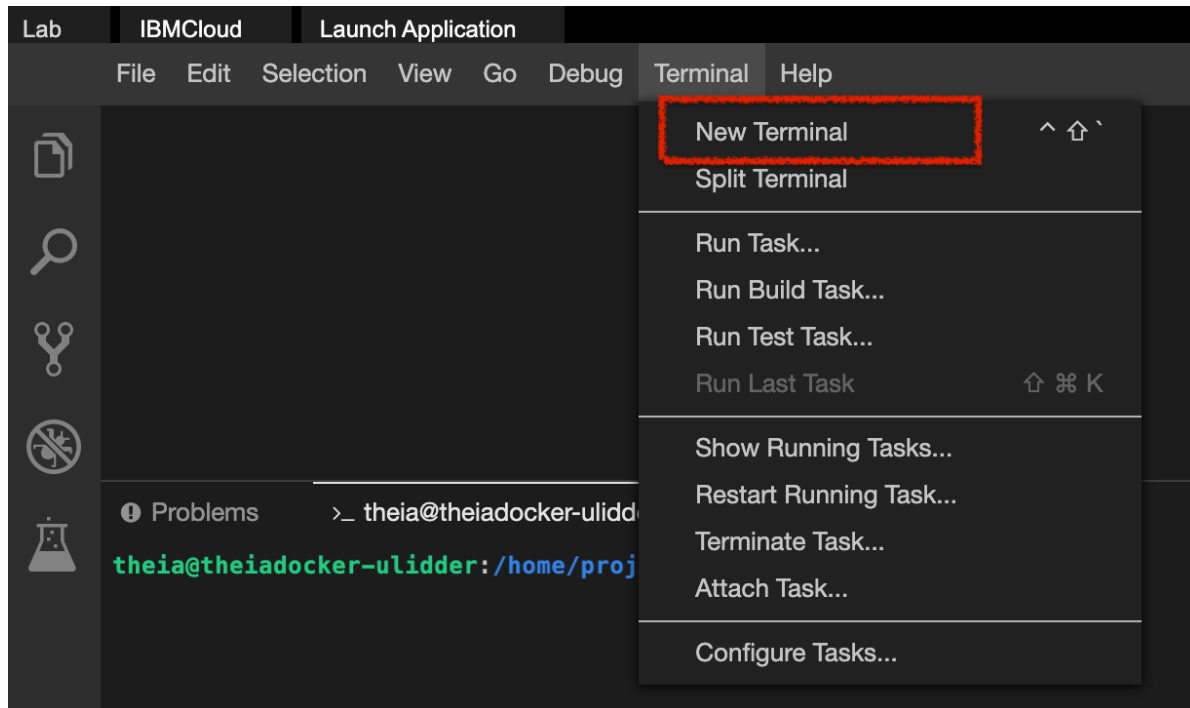 Lab IBMCloud Launch Application
File Edit Selection View Go Debug Terminal Help
New Terminal ^ ⇧ `
Split Terminal
Run Task...
Run Build Task...
Run Test Task...
Run Last Task ⇧ ⌘ K
Show Running Tasks...
Restart Running Task...
Terminate Task...
Attach Task...
Configure Tasks...
Problems >_ theia@theiadocker-ulidd
theia@theiadocker-ulidder:/home/proj